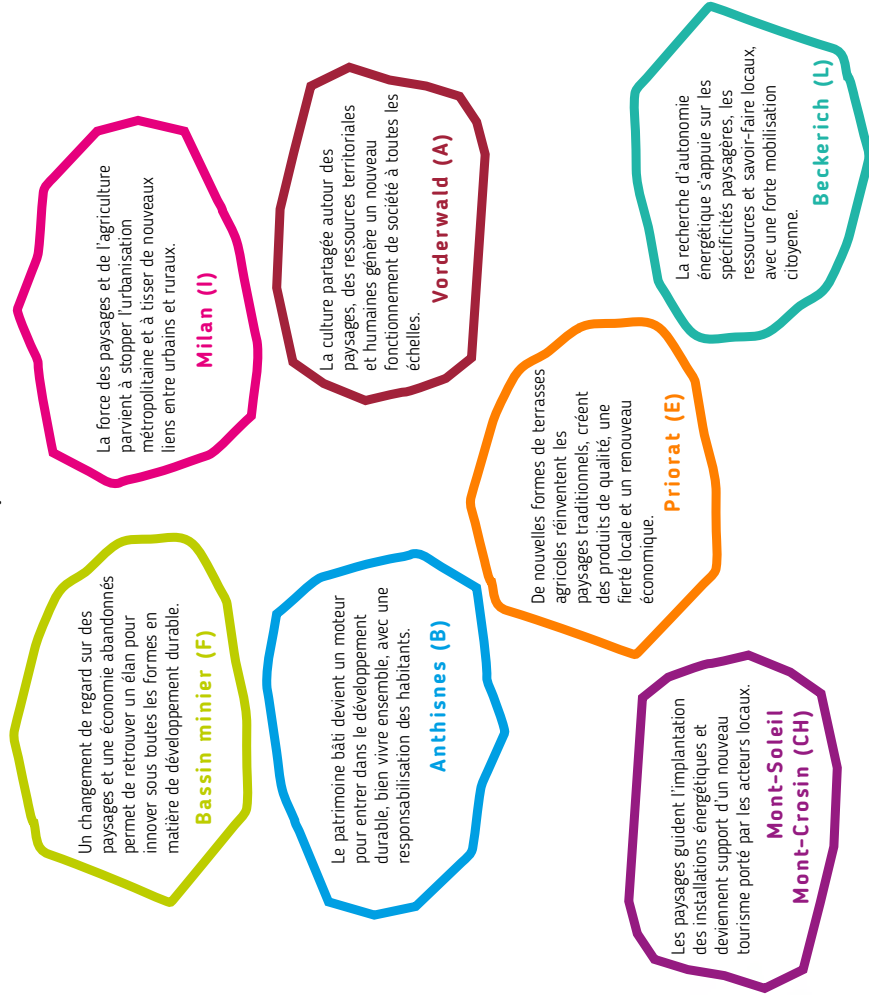 Un changement de regard sur des
paysages et une économie abandonnés
permet de retrouver un élan pour
innover sous toutes les formes en
matière de développement durable.
Bassin minier (F)
La force des paysages et de l'agriculture
parvient à stopper l'urbanisation
métropolitaine et à tisser de nouveaux
liens entre urbains et ruraux.
Milan (I)
Le patrimoine bâti devient un moteur
pour entrer dans le développement
durable, bien vivre ensemble, avec une
responsabilisation des habitants.
Anthisnes (B)
La culture partagée autour des
paysages, des ressources territoriales
et humaines génère un nouveau
fonctionnement de société à toutes les
échelles.
Vorderwald (A)
De nouvelles formes de terrasses
agricoles réinventent les
paysages traditionnels, créent
des produits de qualité, une
fierté locale et un renouveau
économique.
Priorat (E)
Les paysages guident l'implantation
des installations énergétiques et
deviennent support d'un nouveau
tourisme porté par les acteurs locaux.
Mont-Soleil
Mont-Crosin (CH)
La recherche d'autonomie
énergétique s'appuie sur les
spécificités paysagères, les
ressources et savoir-faire locaux,
avec une forte mobilisation
citoyenne.
Beckerich (L)